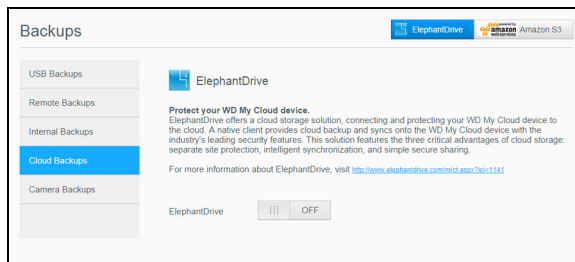 Backups
ElephantDrive
powered by
amazon
webservices
Amazon S3
USB Backups
Remote Backups
Internal Backups
Cloud Backups
Camera Backups
ElephantDrive
Protect your WD My Cloud device.
ElephantDrive offers a cloud storage solution, connecting and protecting your WD My Cloud device to
the cloud. A native client provides cloud backup and syncs onto the WD My Cloud device with the
industry's leading security features. This solution features the three critical advantages of cloud storage:
separate site protection, intelligent synchronization, and simple secure sharing.
For more information about ElephantDrive, visit http://www.elephantdrive.com/m/ct.aspx?ici=1141
ElephantDrive
OFF